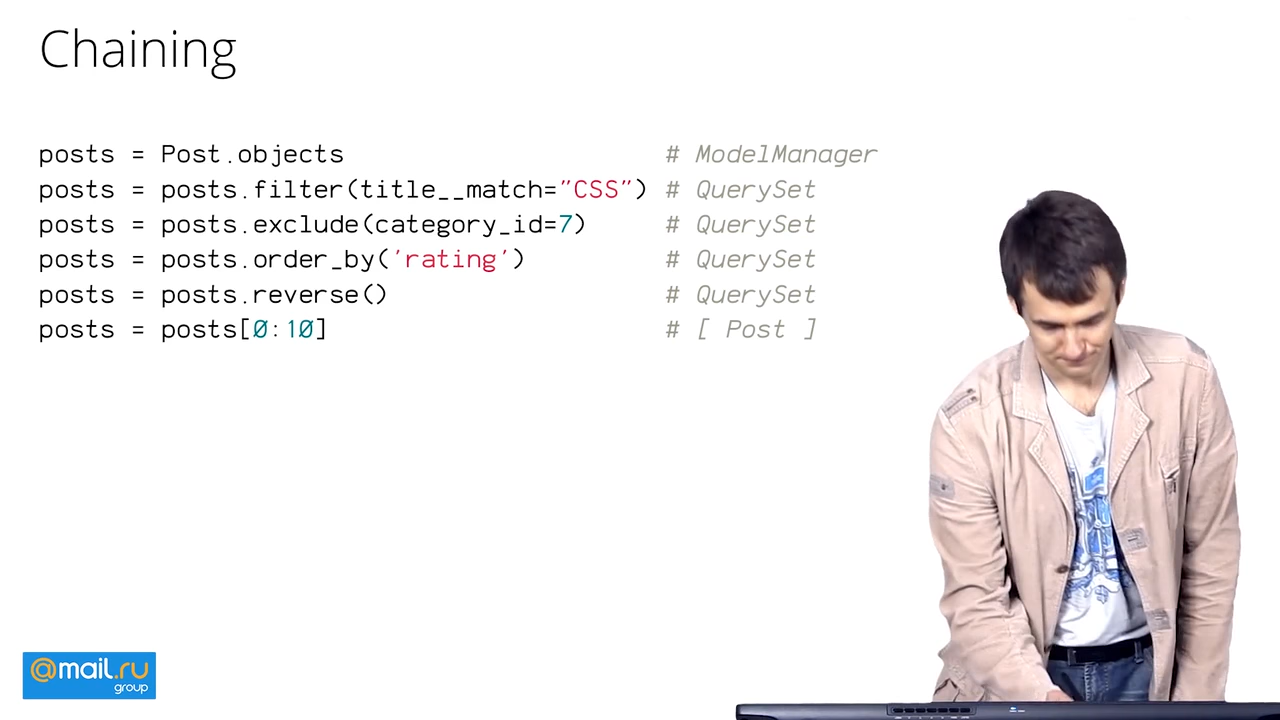 Chaining
posts = Post.objects # ModelManager
posts = posts.filter(title__match="CSS") # QuerySet
posts = posts.exclude(category_id=7) # QuerySet
posts = posts.order_by('rating') # QuerySet
posts = posts.reverse() # QuerySet
posts = posts[0:10] # [ Post ]
@mail.ru
group